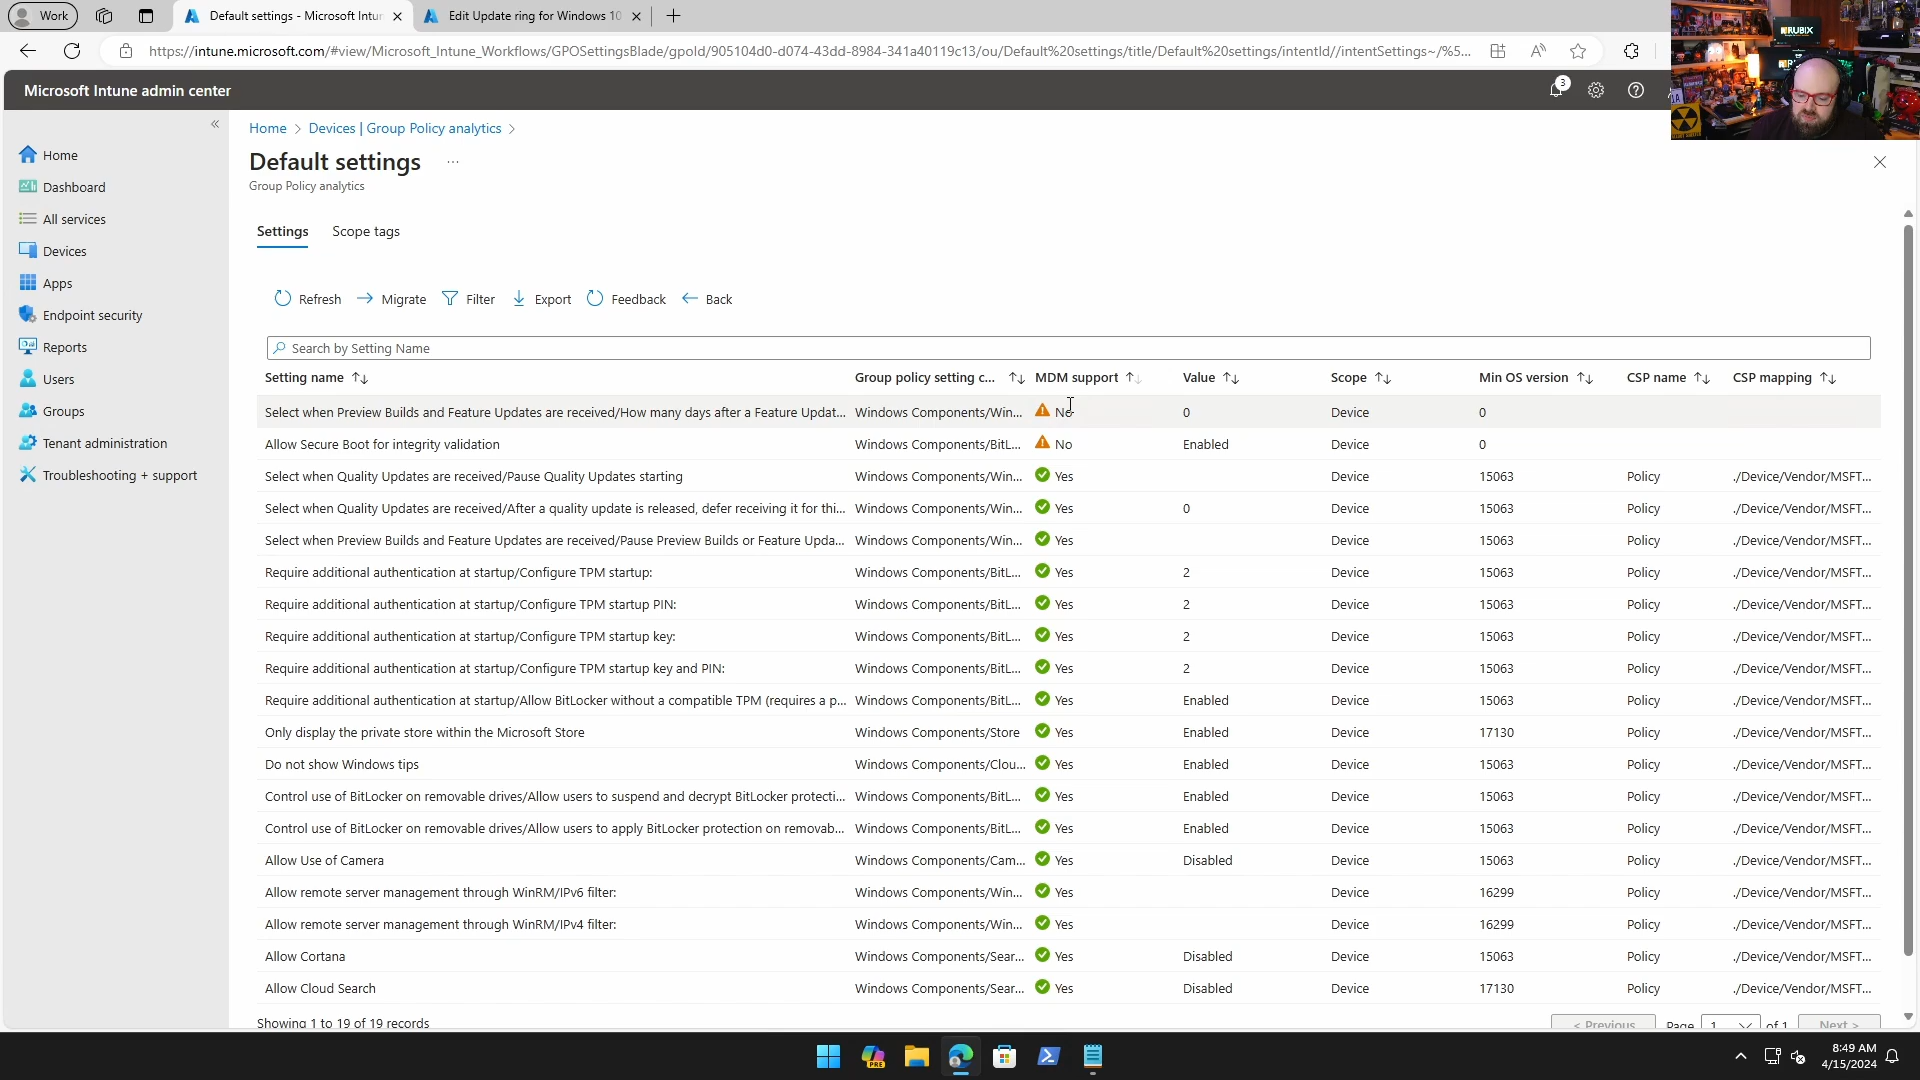 Work
Default settings - Microsoft Intun
Edit Update ring for Windows 10
https://intune.microsoft.com/#view/Microsoft_Intune_Workflows/GPOSettingsBlade/gpoId/905104d0-d074-43dd-8984-341a40119c13/ou/Default%20settings/title/Default%20settings/intentId//intentSettings~/%5...
Microsoft Intune admin center
3
RUBIX
Home > Devices | Group Policy analytics >
Default settings ...
Group Policy analytics
Home
Dashboard
All services
Devices
Apps
Endpoint security
Reports
Users
Groups
Tenant administration
Troubleshooting + support
Settings Scope tags
Refresh Migrate Filter Export Feedback Back
Search by Setting Name
Setting name Group policy setting c... MDM support Value Scope Min OS version CSP name CSP mapping
Select when Preview Builds and Feature Updates are received/How many days after a Feature Updat... Windows Components/Win... No 0 Device 0
Allow Secure Boot for integrity validation Windows Components/BitL... No Enabled Device 0
Select when Quality Updates are received/Pause Quality Updates starting Windows Components/Win... Yes Device 15063 Policy ./Device/Vendor/MSFT...
Select when Quality Updates are received/After a quality update is released, defer receiving it for thi... Windows Components/Win... Yes 0 Device 15063 Policy ./Device/Vendor/MSFT...
Select when Preview Builds and Feature Updates are received/Pause Preview Builds or Feature Upda... Windows Components/Win... Yes Device 15063 Policy ./Device/Vendor/MSFT...
Require additional authentication at startup/Configure TPM startup: Windows Components/BitL... Yes 2 Device 15063 Policy ./Device/Vendor/MSFT...
Require additional authentication at startup/Configure TPM startup PIN: Windows Components/BitL... Yes 2 Device 15063 Policy ./Device/Vendor/MSFT...
Require additional authentication at startup/Configure TPM startup key: Windows Components/BitL... Yes 2 Device 15063 Policy ./Device/Vendor/MSFT...
Require additional authentication at startup/Configure TPM startup key and PIN: Windows Components/BitL... Yes 2 Device 15063 Policy ./Device/Vendor/MSFT...
Require additional authentication at startup/Allow BitLocker without a compatible TPM (requires a p... Windows Components/BitL... Yes Enabled Device 15063 Policy ./Device/Vendor/MSFT...
Only display the private store within the Microsoft Store Windows Components/Store Yes Enabled Device 17130 Policy ./Device/Vendor/MSFT...
Do not show Windows tips Windows Components/Clou... Yes Enabled Device 15063 Policy ./Device/Vendor/MSFT...
Control use of BitLocker on removable drives/Allow users to suspend and decrypt BitLocker protecti... Windows Components/BitL... Yes Enabled Device 15063 Policy ./Device/Vendor/MSFT...
Control use of BitLocker on removable drives/Allow users to apply BitLocker protection on removab... Windows Components/BitL... Yes Enabled Device 15063 Policy ./Device/Vendor/MSFT...
Allow Use of Camera Windows Components/Cam... Yes Disabled Device 15063 Policy ./Device/Vendor/MSFT...
Allow remote server management through WinRM/IPv6 filter: Windows Components/Win... Yes Device 16299 Policy ./Device/Vendor/MSFT...
Allow remote server management through WinRM/IPv4 filter: Windows Components/Win... Yes Device 16299 Policy ./Device/Vendor/MSFT...
Allow Cortana Windows Components/Sear... Yes Disabled Device 15063 Policy ./Device/Vendor/MSFT...
Allow Cloud Search Windows Components/Sear... Yes Disabled Device 17130 Policy ./Device/Vendor/MSFT...
Showing 1 to 19 of 19 records < Previous Page 1 of 1 Next >
PRE
8:49 AM
4/15/2024